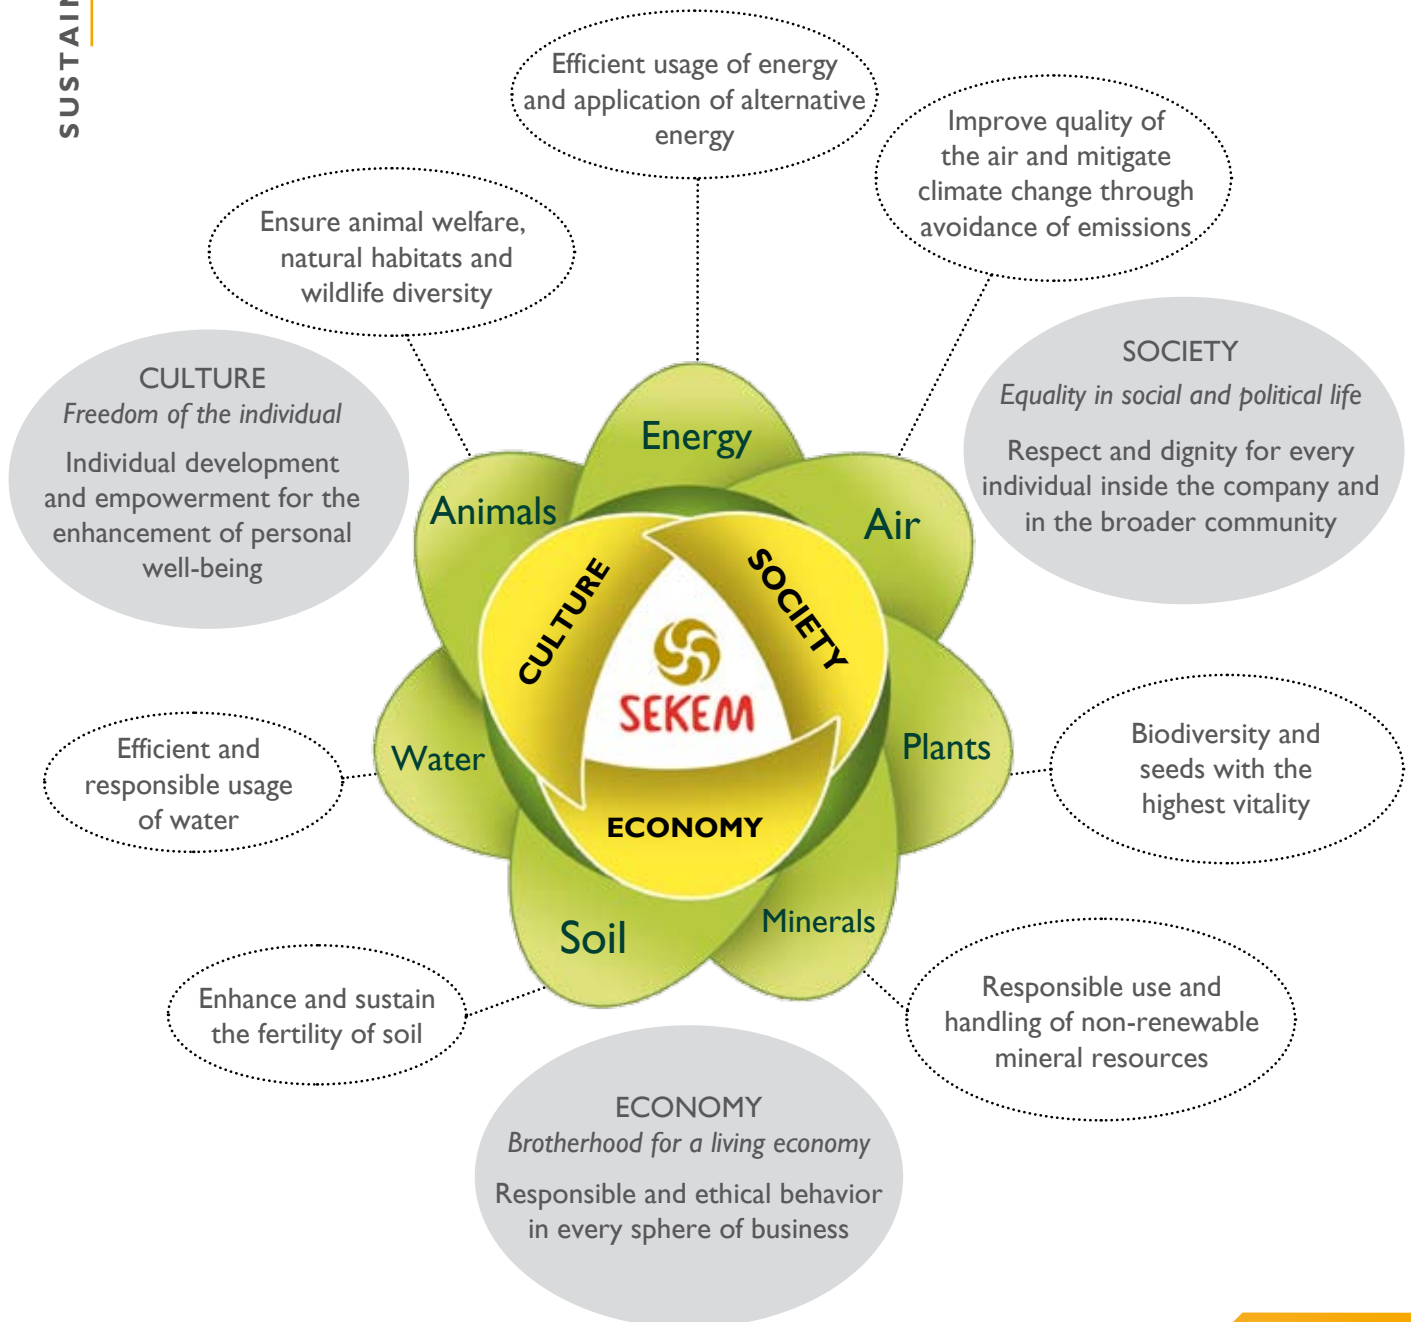 SUSTAIN
Efficient usage of energy
and application of alternative
energy
Improve quality of
the air and mitigate
climate change through
avoidance of emissions
Ensure animal welfare,
natural habitats and
wildlife diversity
CULTURE
Freedom of the individual
Individual development
and empowerment for the
enhancement of personal
well-being
SOCIETY
Equality in social and political life
Respect and dignity for every
individual inside the company and
in the broader community
Energy
Animals
Air
CULTURE
SOCIETY
SEKEM
ECONOMY
Water
Plants
Soil
Minerals
Efficient and
responsible usage
of water
Biodiversity and
seeds with the
highest vitality
Enhance and sustain
the fertility of soil
Responsible use and
handling of non-renewable
mineral resources
ECONOMY
Brotherhood for a living economy
Responsible and ethical behavior
in every sphere of business